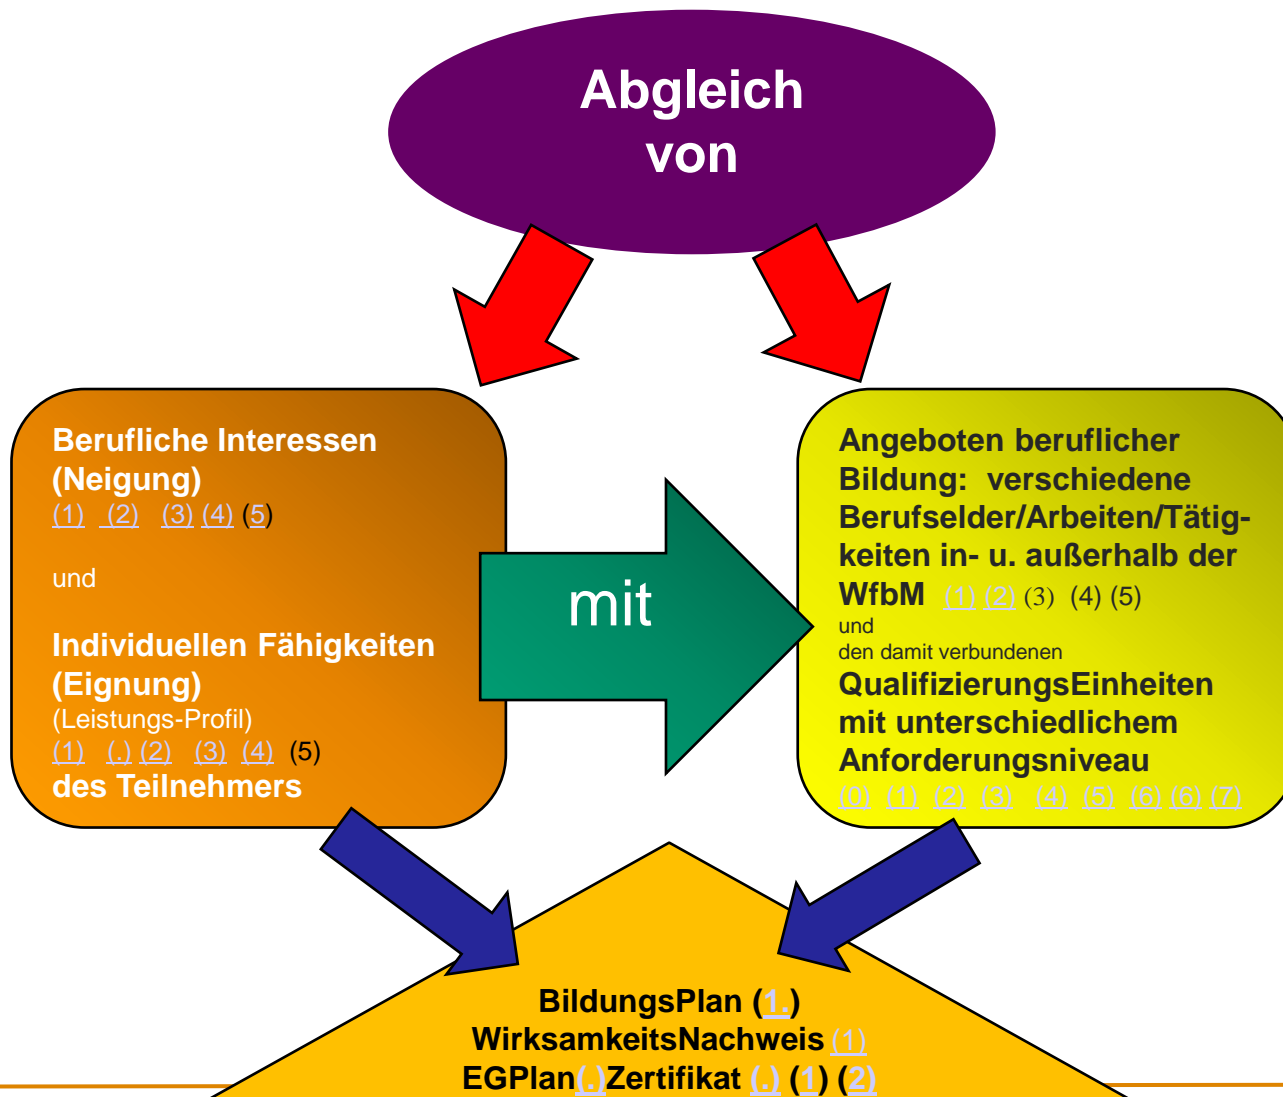 Abgleich
von
Berufliche Interessen
(Neigung)
(1) (2) (3) (4) (5)
und
Individuellen Fähigkeiten
(Eignung)
(Leistungs-Profil)
(1) (.) (2) (3) (4) (5)
des Teilnehmers
mit
Angeboten beruflicher
Bildung: verschiedene
Berufselder/Arbeiten/Tätig-
keiten in- u. außerhalb der
WfbM (1) (2) (3) (4) (5)
und
den damit verbundenen
QualifizierungsEinheiten
mit unterschiedlichem
Anforderungsniveau
(0) (1) (2) (3) (4) (5) (6) (6) (7)
BildungsPlan (1.)
WirksamkeitsNachweis (1)
EGPlan(.)Zertifikat (.) (1) (2)